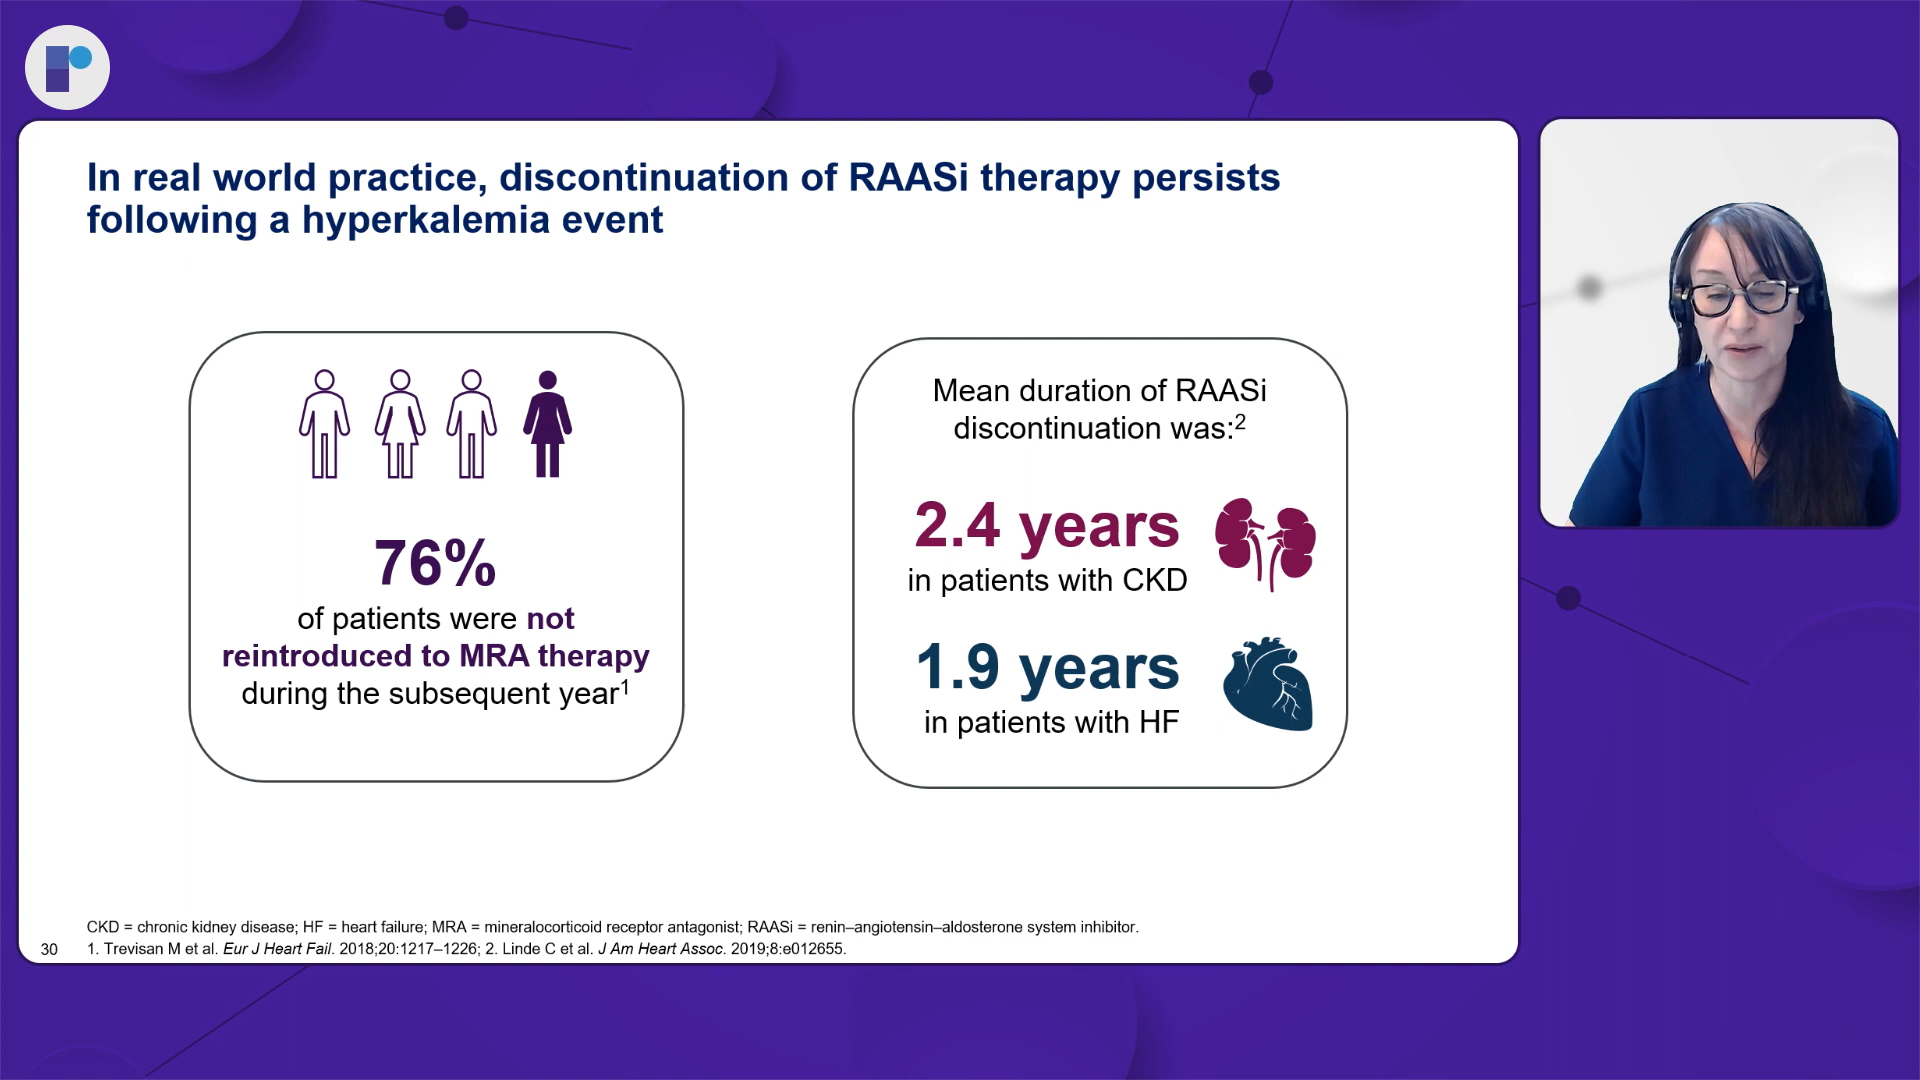 In real world practice, discontinuation of RAASi therapy persists
following a hyperkalemia event
76%
of patients were not
reintroduced to MRA therapy
during the subsequent year¹
Mean duration of RAASi
discontinuation was:²
2.4 years
in patients with CKD
1.9 years
in patients with HF
CKD = chronic kidney disease; HF = heart failure; MRA = mineralocorticoid receptor antagonist; RAASi = renin–angiotensin–aldosterone system inhibitor.
30 1. Trevisan M et al. Eur J Heart Fail. 2018;20:1217–1226; 2. Linde C et al. J Am Heart Assoc. 2019;8:e012655.